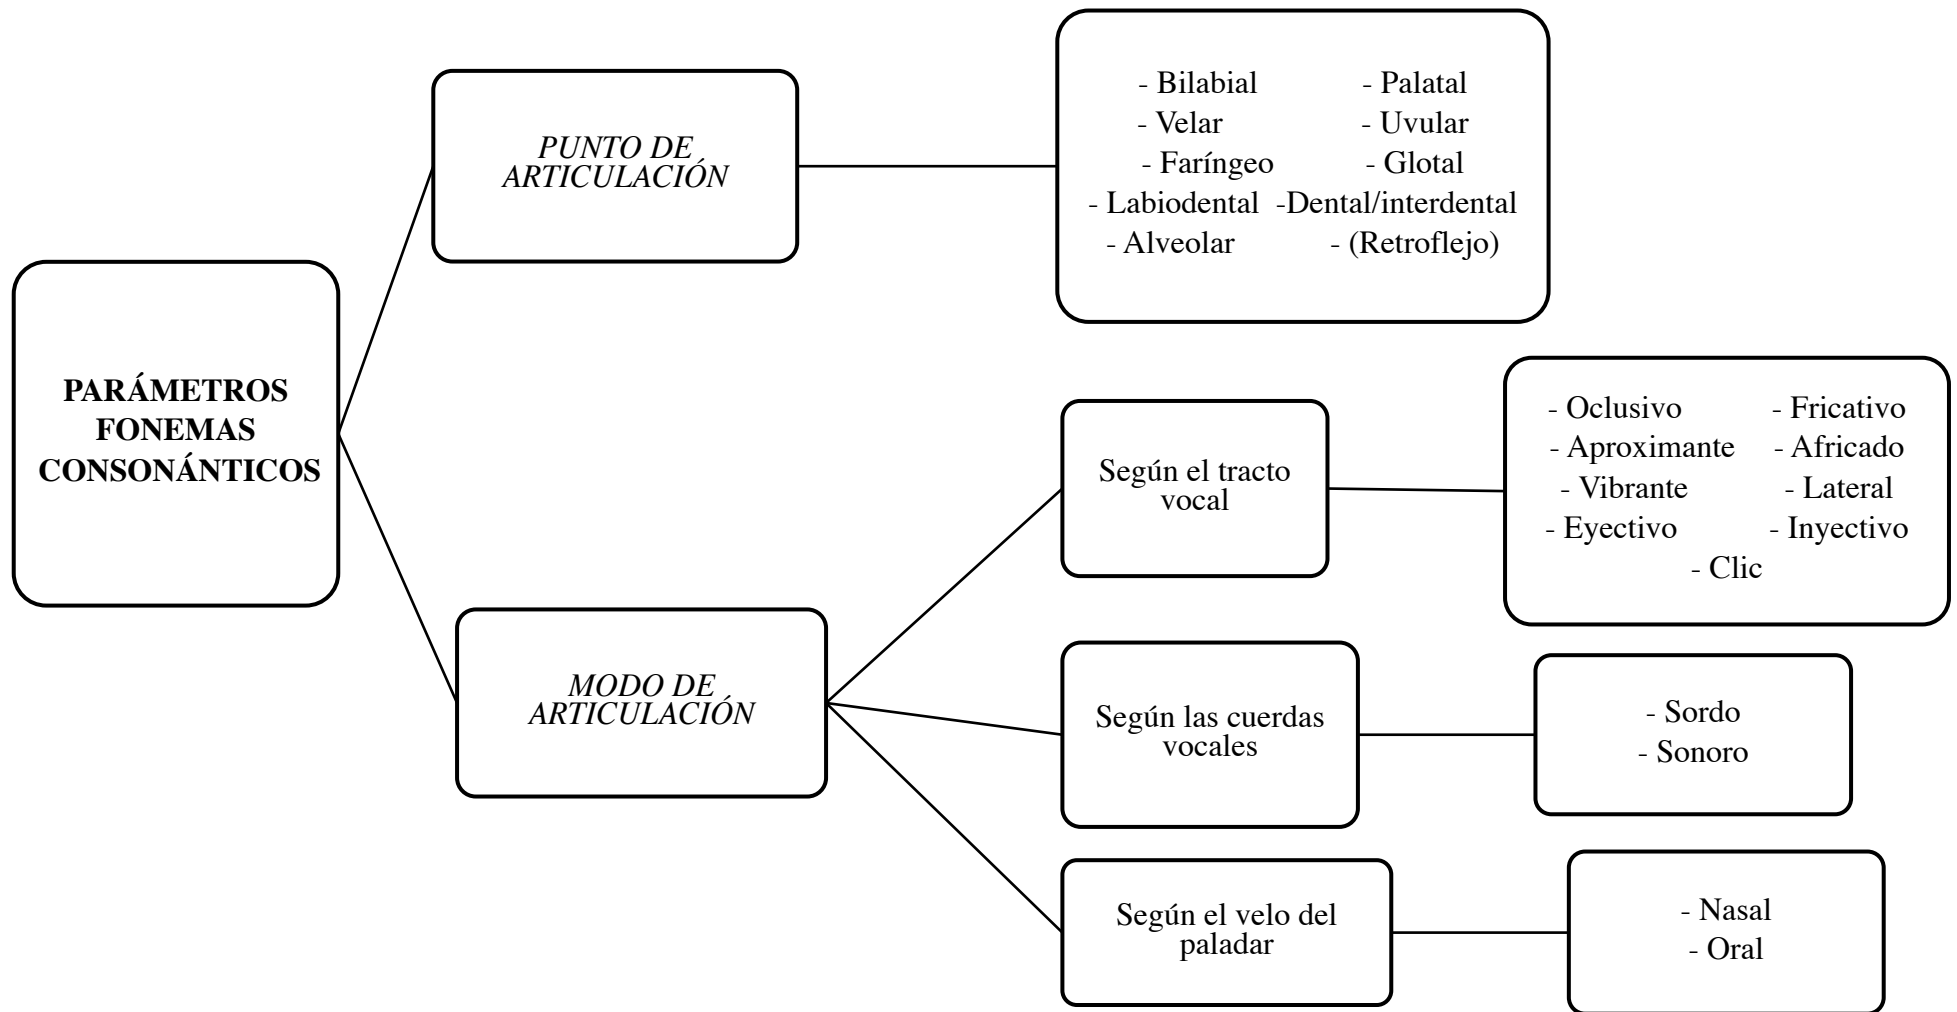 PARÁMETROS
FONEMAS
CONSONÁNTICOS
PUNTO DE
ARTICULACIÓN
- Bilabial - Palatal
- Velar - Uvular
- Faríngeo - Glotal
- Labiodental -Dental/interdental
- Alveolar - (Retroflejo)
MODO DE
ARTICULACIÓN
Según el tracto
vocal
- Oclusivo - Fricativo
- Aproximante - Africado
- Vibrante - Lateral
- Eyectivo - Inyectivo
- Clic
Según las cuerdas
vocales
- Sordo
- Sonoro
Según el velo del
paladar
- Nasal
- Oral